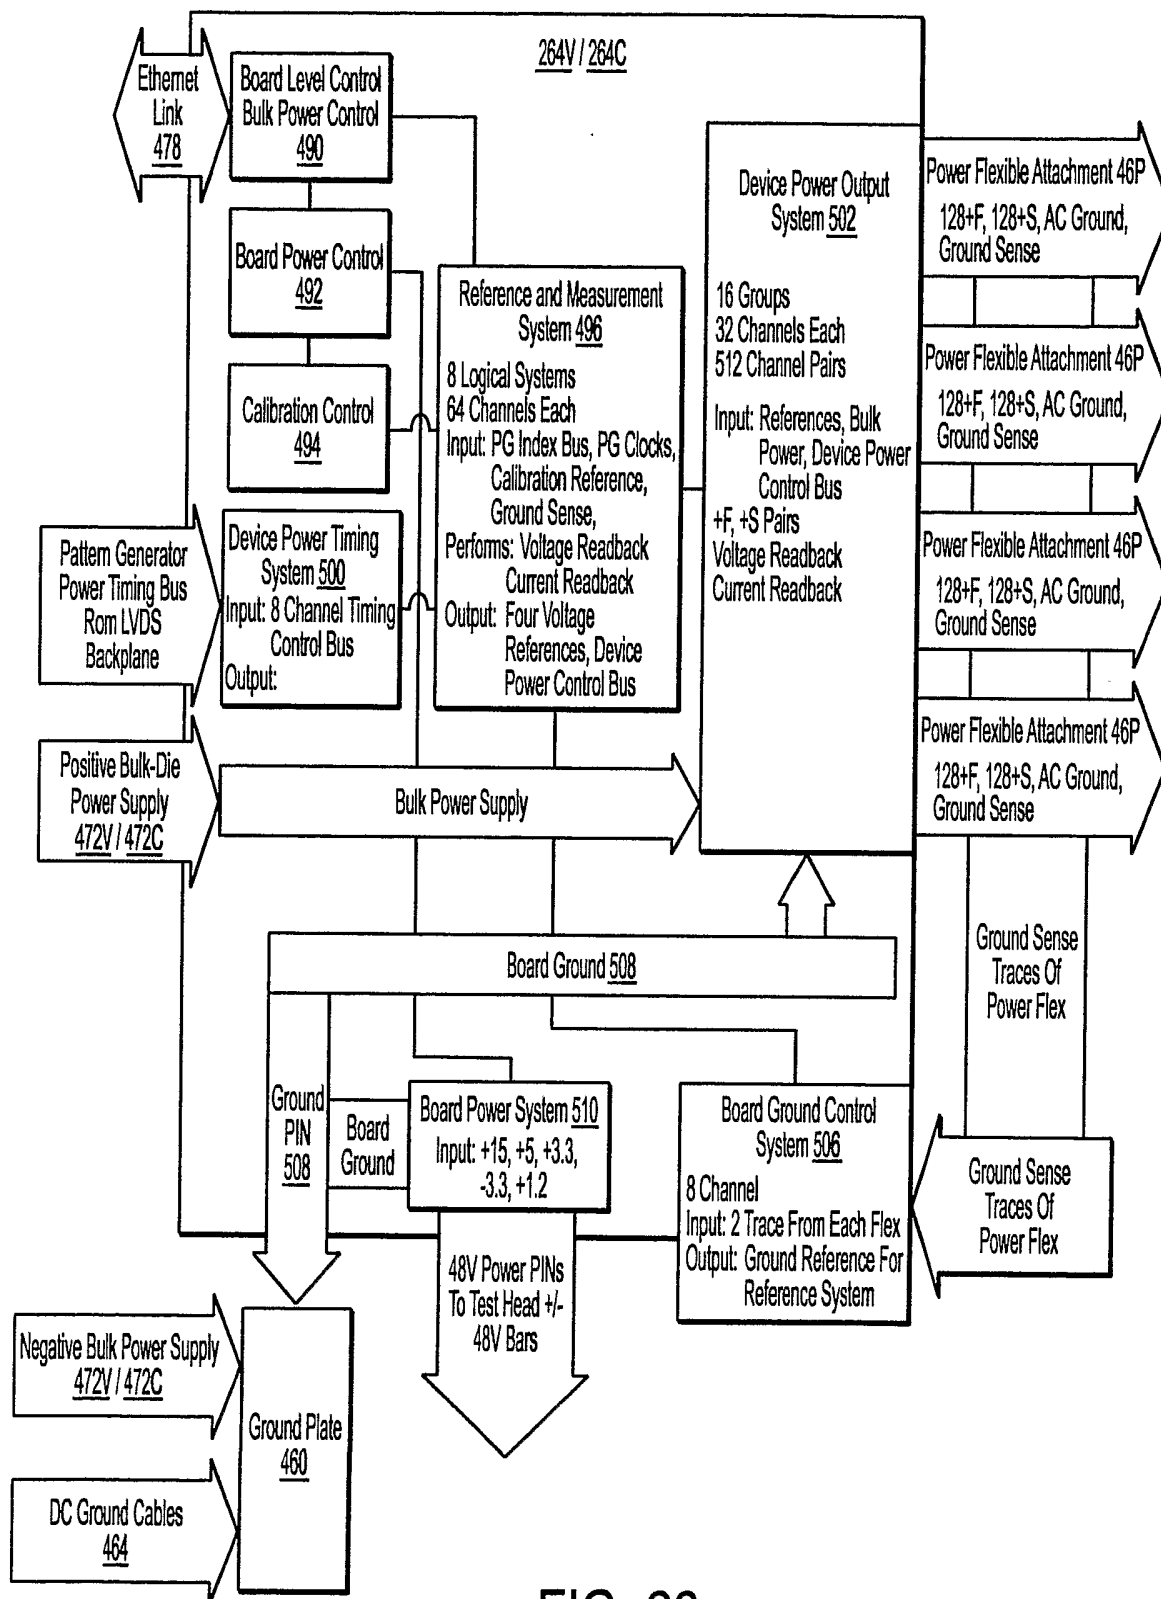 264V / 264C
Ethernet
Link
478
Board Level Control
Bulk Power Control
490
Board Power Control
492
Calibration Control
494
Device Power Timing
System 500
Input: 8 Channel Timing
Control Bus
Output:
Pattern Generator
Power Timing Bus
Rom LVDS
Backplane
Reference and Measurement
System 496
8 Logical Systems
64 Channels Each
Input: PG Index Bus, PG Clocks,
Calibration Reference,
Ground Sense,
Performs: Voltage Readback
Current Readback
Output: Four Voltage
References, Device
Power Control Bus
Device Power Output
System 502
16 Groups
32 Channels Each
512 Channel Pairs
Input: References, Bulk
Power, Device Power
Control Bus
+F, +S Pairs
Voltage Readback
Current Readback
Power Flexible Attachment 46P
128+F, 128+S, AC Ground,
Ground Sense
Power Flexible Attachment 46P
128+F, 128+S, AC Ground,
Ground Sense
Power Flexible Attachment 46P
128+F, 128+S, AC Ground,
Ground Sense
Power Flexible Attachment 46P
128+F, 128+S, AC Ground,
Ground Sense
Positive Bulk-Die
Power Supply
472V / 472C
Bulk Power Supply
Board Ground 508
Ground Sense
Traces Of
Power Flex
Ground
PIN
508
Board
Ground
Board Power System 510
Input: +15, +5, +3.3,
-3.3, +1.2
Board Ground Control
System 506
8 Channel
Input: 2 Trace From Each Flex
Output: Ground Reference For
Reference System
Ground Sense
Traces Of
Power Flex
48V Power PINs
To Test Head +/-
48V Bars
Negative Bulk Power Supply
472V / 472C
Ground Plate
460
DC Ground Cables
464